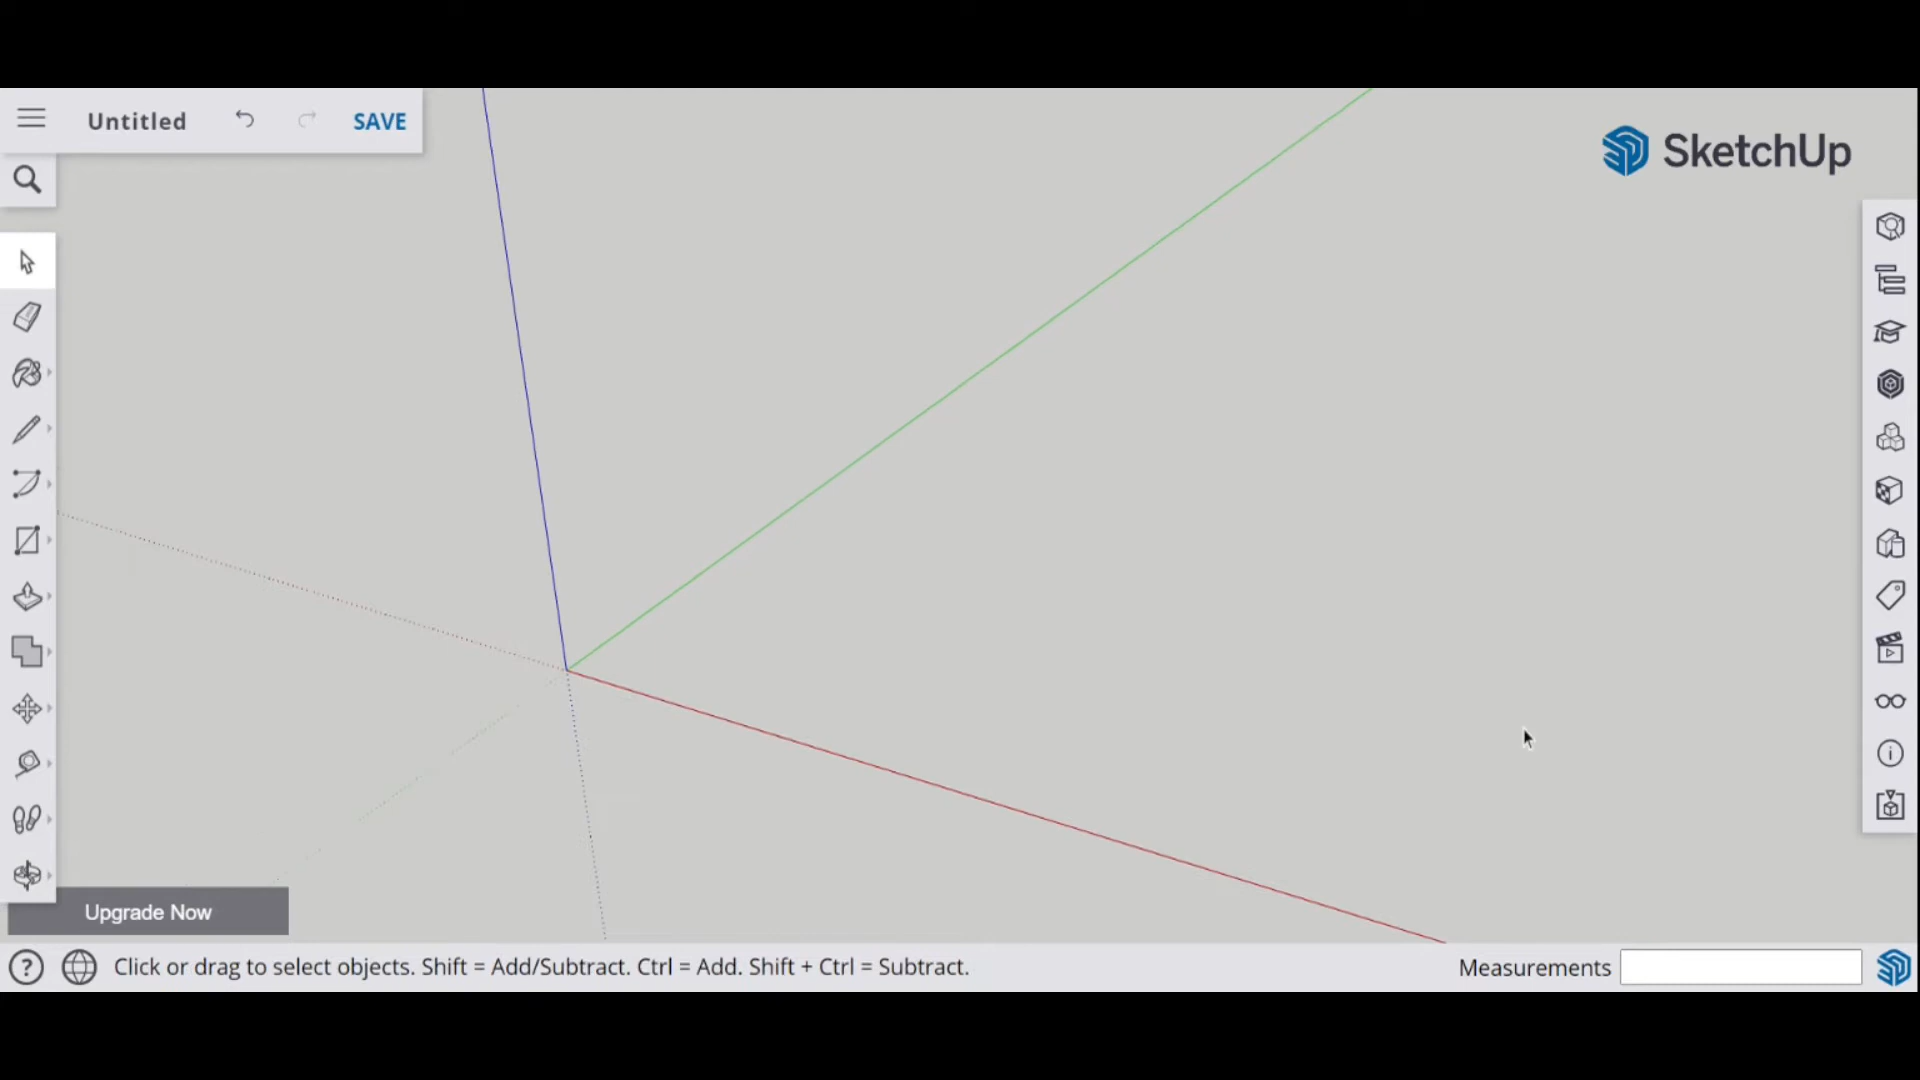 Untitled
SAVE
SketchUp
Upgrade Now
Click or drag to select objects. Shift = Add/Subtract. Ctrl = Add. Shift + Ctrl = Subtract.
Measurements